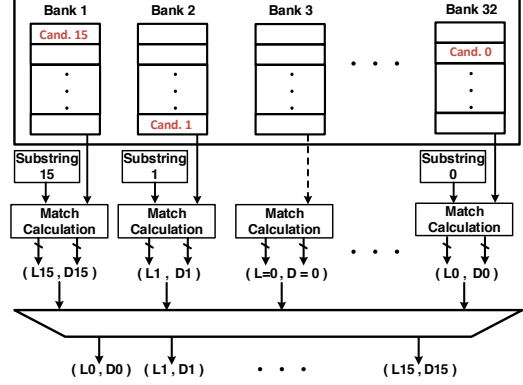 Bank 1 Bank 2 Bank 3 Bank 32
Cand. 15
Cand. 0
Cand. 1
Substring 15
Substring 1
Substring 0
Match Calculation
Match Calculation
Match Calculation
Match Calculation
( L15 , D15 ) ( L1 , D1 ) ( L=0, D = 0 ) ( L0 , D0 )
( L0 , D0 ) ( L1 , D1 ) ( L15 , D15 )